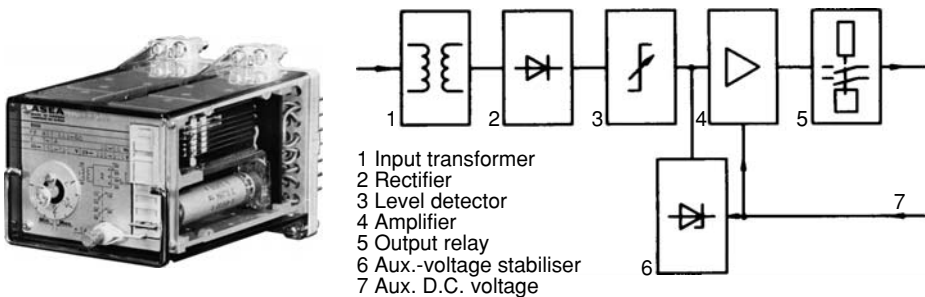 ASEA
1
2
3
4
5
1 Input transformer
2 Rectifier
3 Level detector
4 Amplifier
5 Output relay
6 Aux.-voltage stabiliser
7 Aux. D.C. voltage
6
7